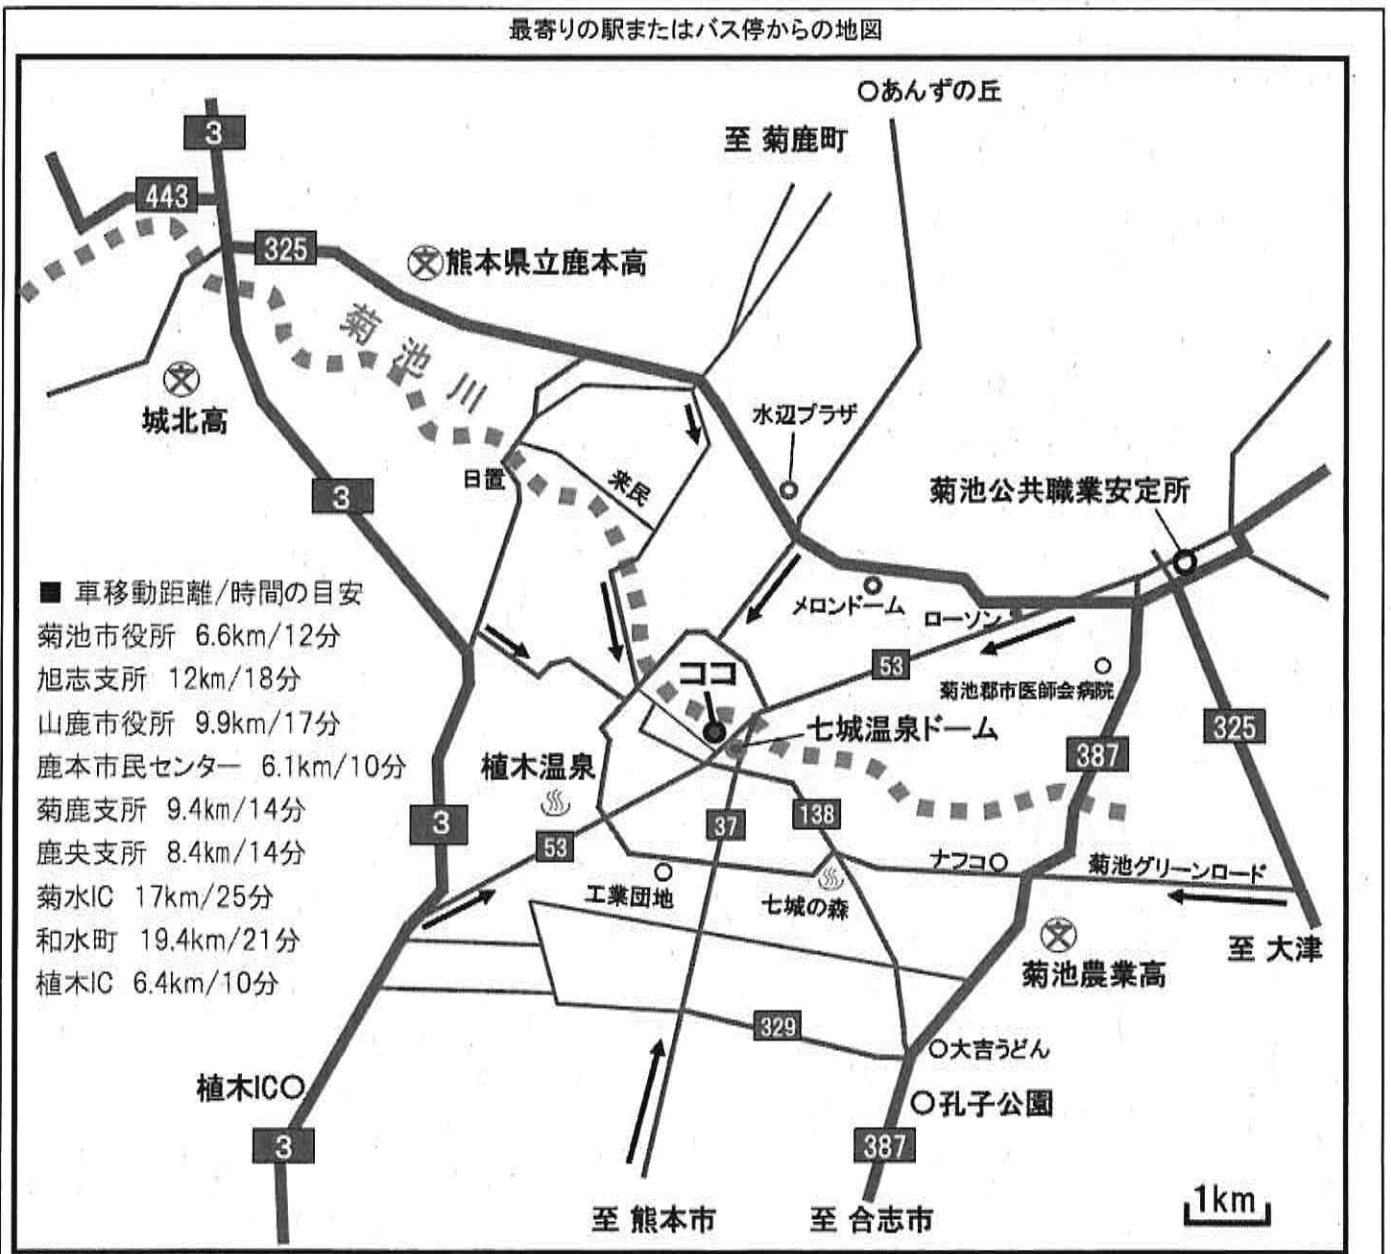 最寄りの駅またはバス停からの地図
あんずの丘
至 菊鹿町
3
443
325
熊本県立鹿本高
菊池川
城北高
水辺プラザ
日置
来民
菊池公共職業安定所
3
■ 車移動距離/時間の目安
菊池市役所 6.6km/12分
旭志支所 12km/18分
山鹿市役所 9.9km/17分
鹿本市民センター 6.1km/10分
菊鹿支所 9.4km/14分
鹿央支所 8.4km/14分
菊水IC 17km/25分
和水町 19.4km/21分
植木IC 6.4km/10分
メロンドーム
ローソン
53
ココ
菊池郡市医師会病院
七城温泉ドーム
325
387
植木温泉
3
37
138
53
ナフコ
菊池グリーンロード
工業団地
七城の森
至 大津
菊池農業高
329
大吉うどん
植木IC
孔子公園
3
387
至 熊本市
至 合志市
1km